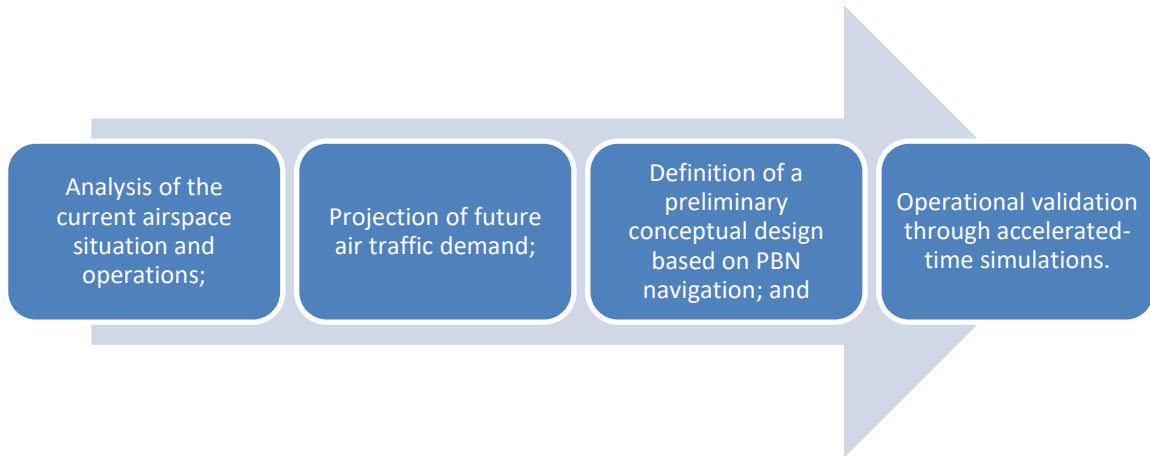 Analysis of the
current airspace
situation and
operations;
Projection of future
air traffic demand;
Definition of a
preliminary
conceptual design
based on PBN
navigation; and
Operational validation
through accelerated-
time simulations.